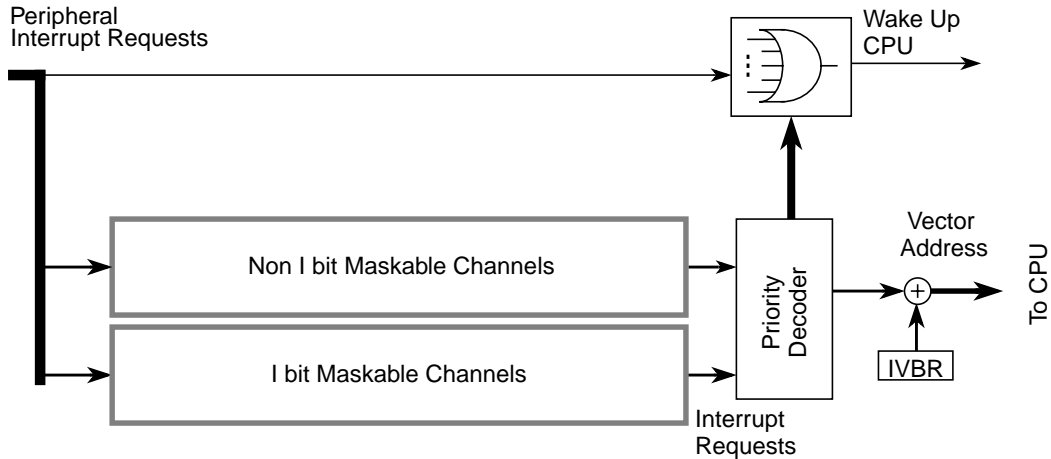 Peripheral
Interrupt Requests
Wake Up
CPU
Non I bit Maskable Channels
I bit Maskable Channels
Priority
Decoder
Interrupt
Requests
Vector
Address
+
IVBR
To CPU